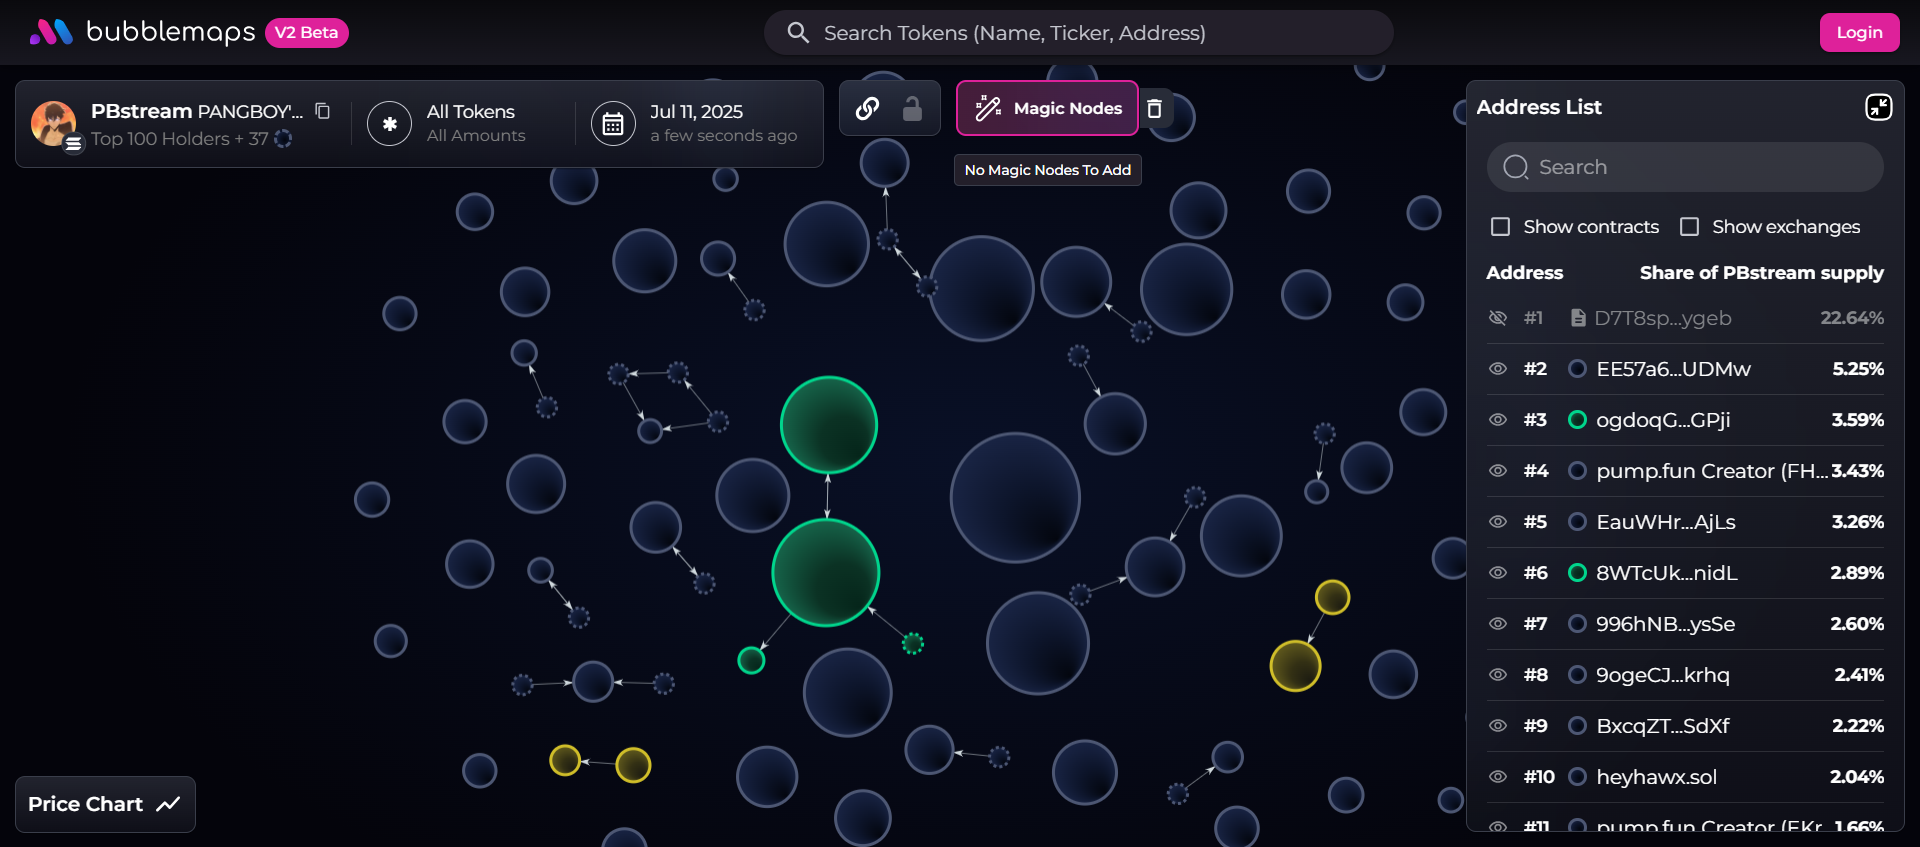 bubblemaps V2 Beta
Search Tokens (Name, Ticker, Address)
Login
PBstream PANGBOY'...
Top 100 Holders + 37
All Tokens
All Amounts
Jul 11, 2025
a few seconds ago
Magic Nodes
No Magic Nodes To Add
Address List
Search
Show contracts Show exchanges
Address Share of PBstream supply
#1 D7T8sp...ygeb 22.64%
#2 EE57a6...UDMw 5.25%
#3 ogdoqG...GPji 3.59%
#4 pump.fun Creator (FH... 3.43%
#5 EauWHr...AjLs 3.26%
#6 8WTcUk...nidL 2.89%
#7 996hNB...ysSe 2.60%
#8 9ogeCJ...krhq 2.41%
#9 BxcqZT...SdXf 2.22%
#10 heyhawx.sol 2.04%
#11 pump.fun Creator (FKr 1.66%
Price Chart